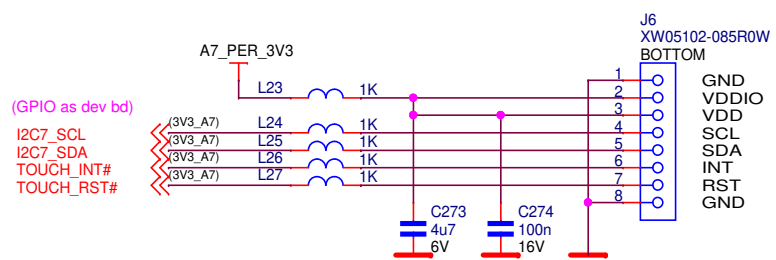 J6
XW05102-085R0W
BOTTOM
A7_PER_3V3
L23 1K
1 GND
2 VDDIO
(GPIO as dev bd)
3 VDD
I2C7_SCL (3V3_A7) L24 1K 4 SCL
I2C7_SDA (3V3_A7) L25 1K 5 SDA
TOUCH_INT# (3V3_A7) L26 1K 6 INT
TOUCH_RST# (3V3_A7) L27 1K 7 RST
8 GND
C273
4u7
6V
C274
100n
16V